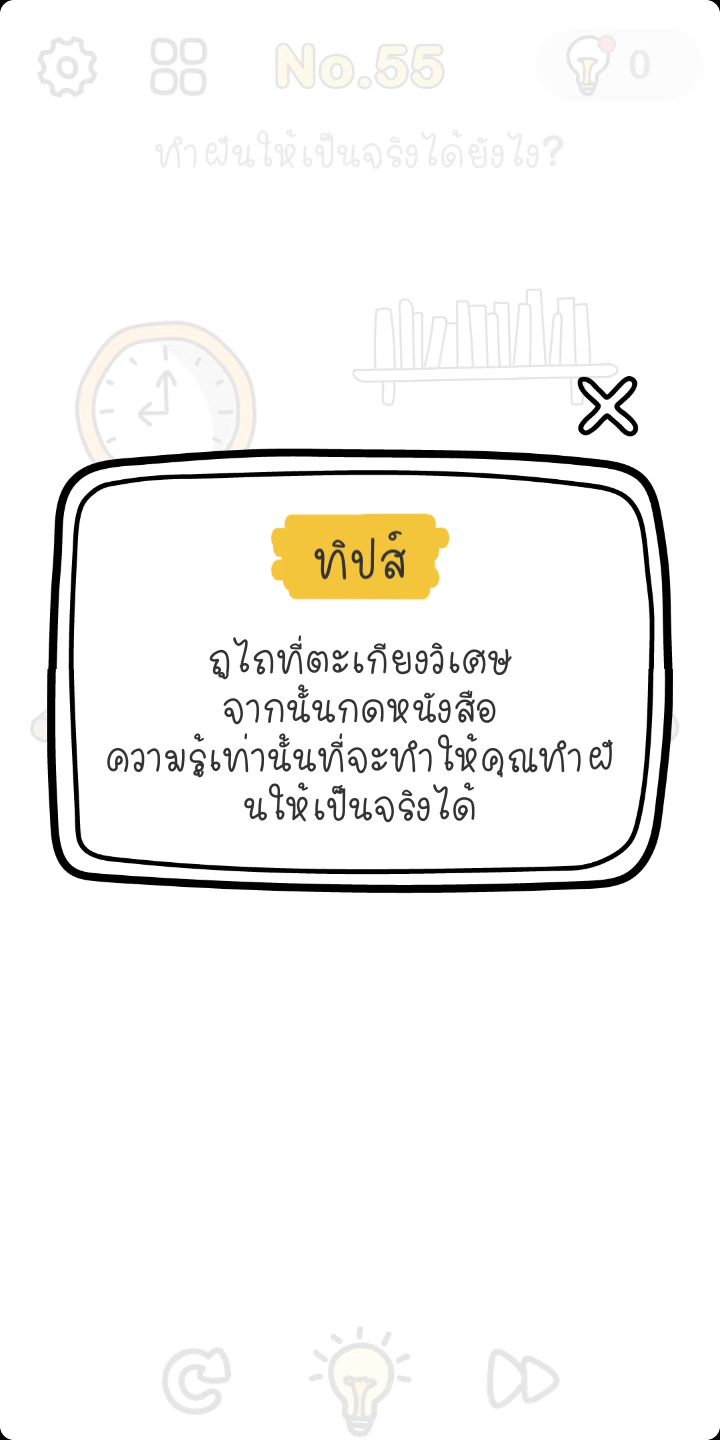 No.55
0
ทำฝันให้เป็นจริงได้ยังไง?
ทิปส์
ถูไถที่ตะเกียงวิเศษ
จากนั้นกดหนังสือ
ความรู้เท่านั้นที่จะทำให้คุณทำฝั
นให้เป็นจริงได้